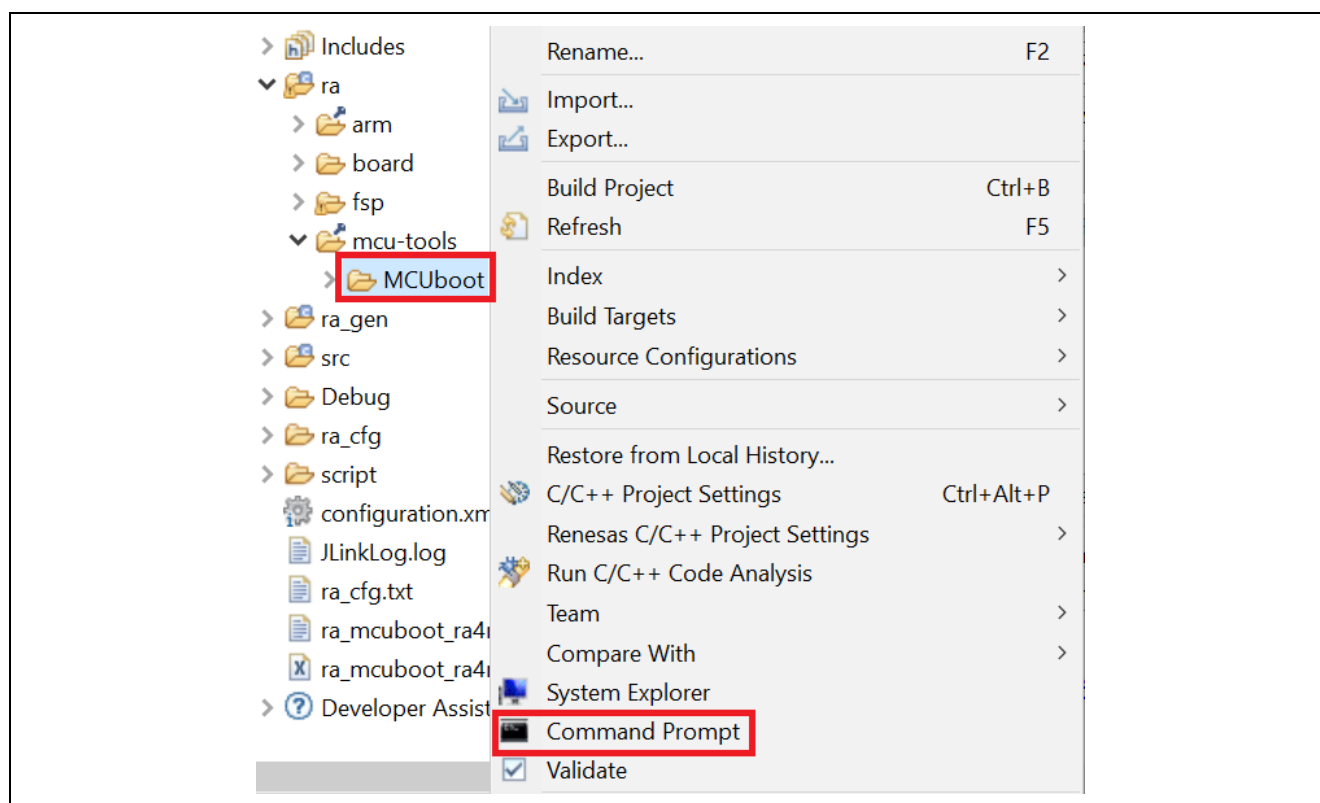 Includes
ra
arm
board
fsp
mcu-tools
MCUboot
ra_gen
src
Debug
ra_cfg
script
configuration.xm
JLinkLog.log
ra_cfg.txt
ra_mcuboot_ra4
ra_mcuboot_ra4
Developer Assist
Rename... F2
Import...
Export...
Build Project Ctrl+B
Refresh F5
Index
Build Targets
Resource Configurations
Source
Restore from Local History...
C/C++ Project Settings Ctrl+Alt+P
Renesas C/C++ Project Settings
Run C/C++ Code Analysis
Team
Compare With
System Explorer
Command Prompt
Validate